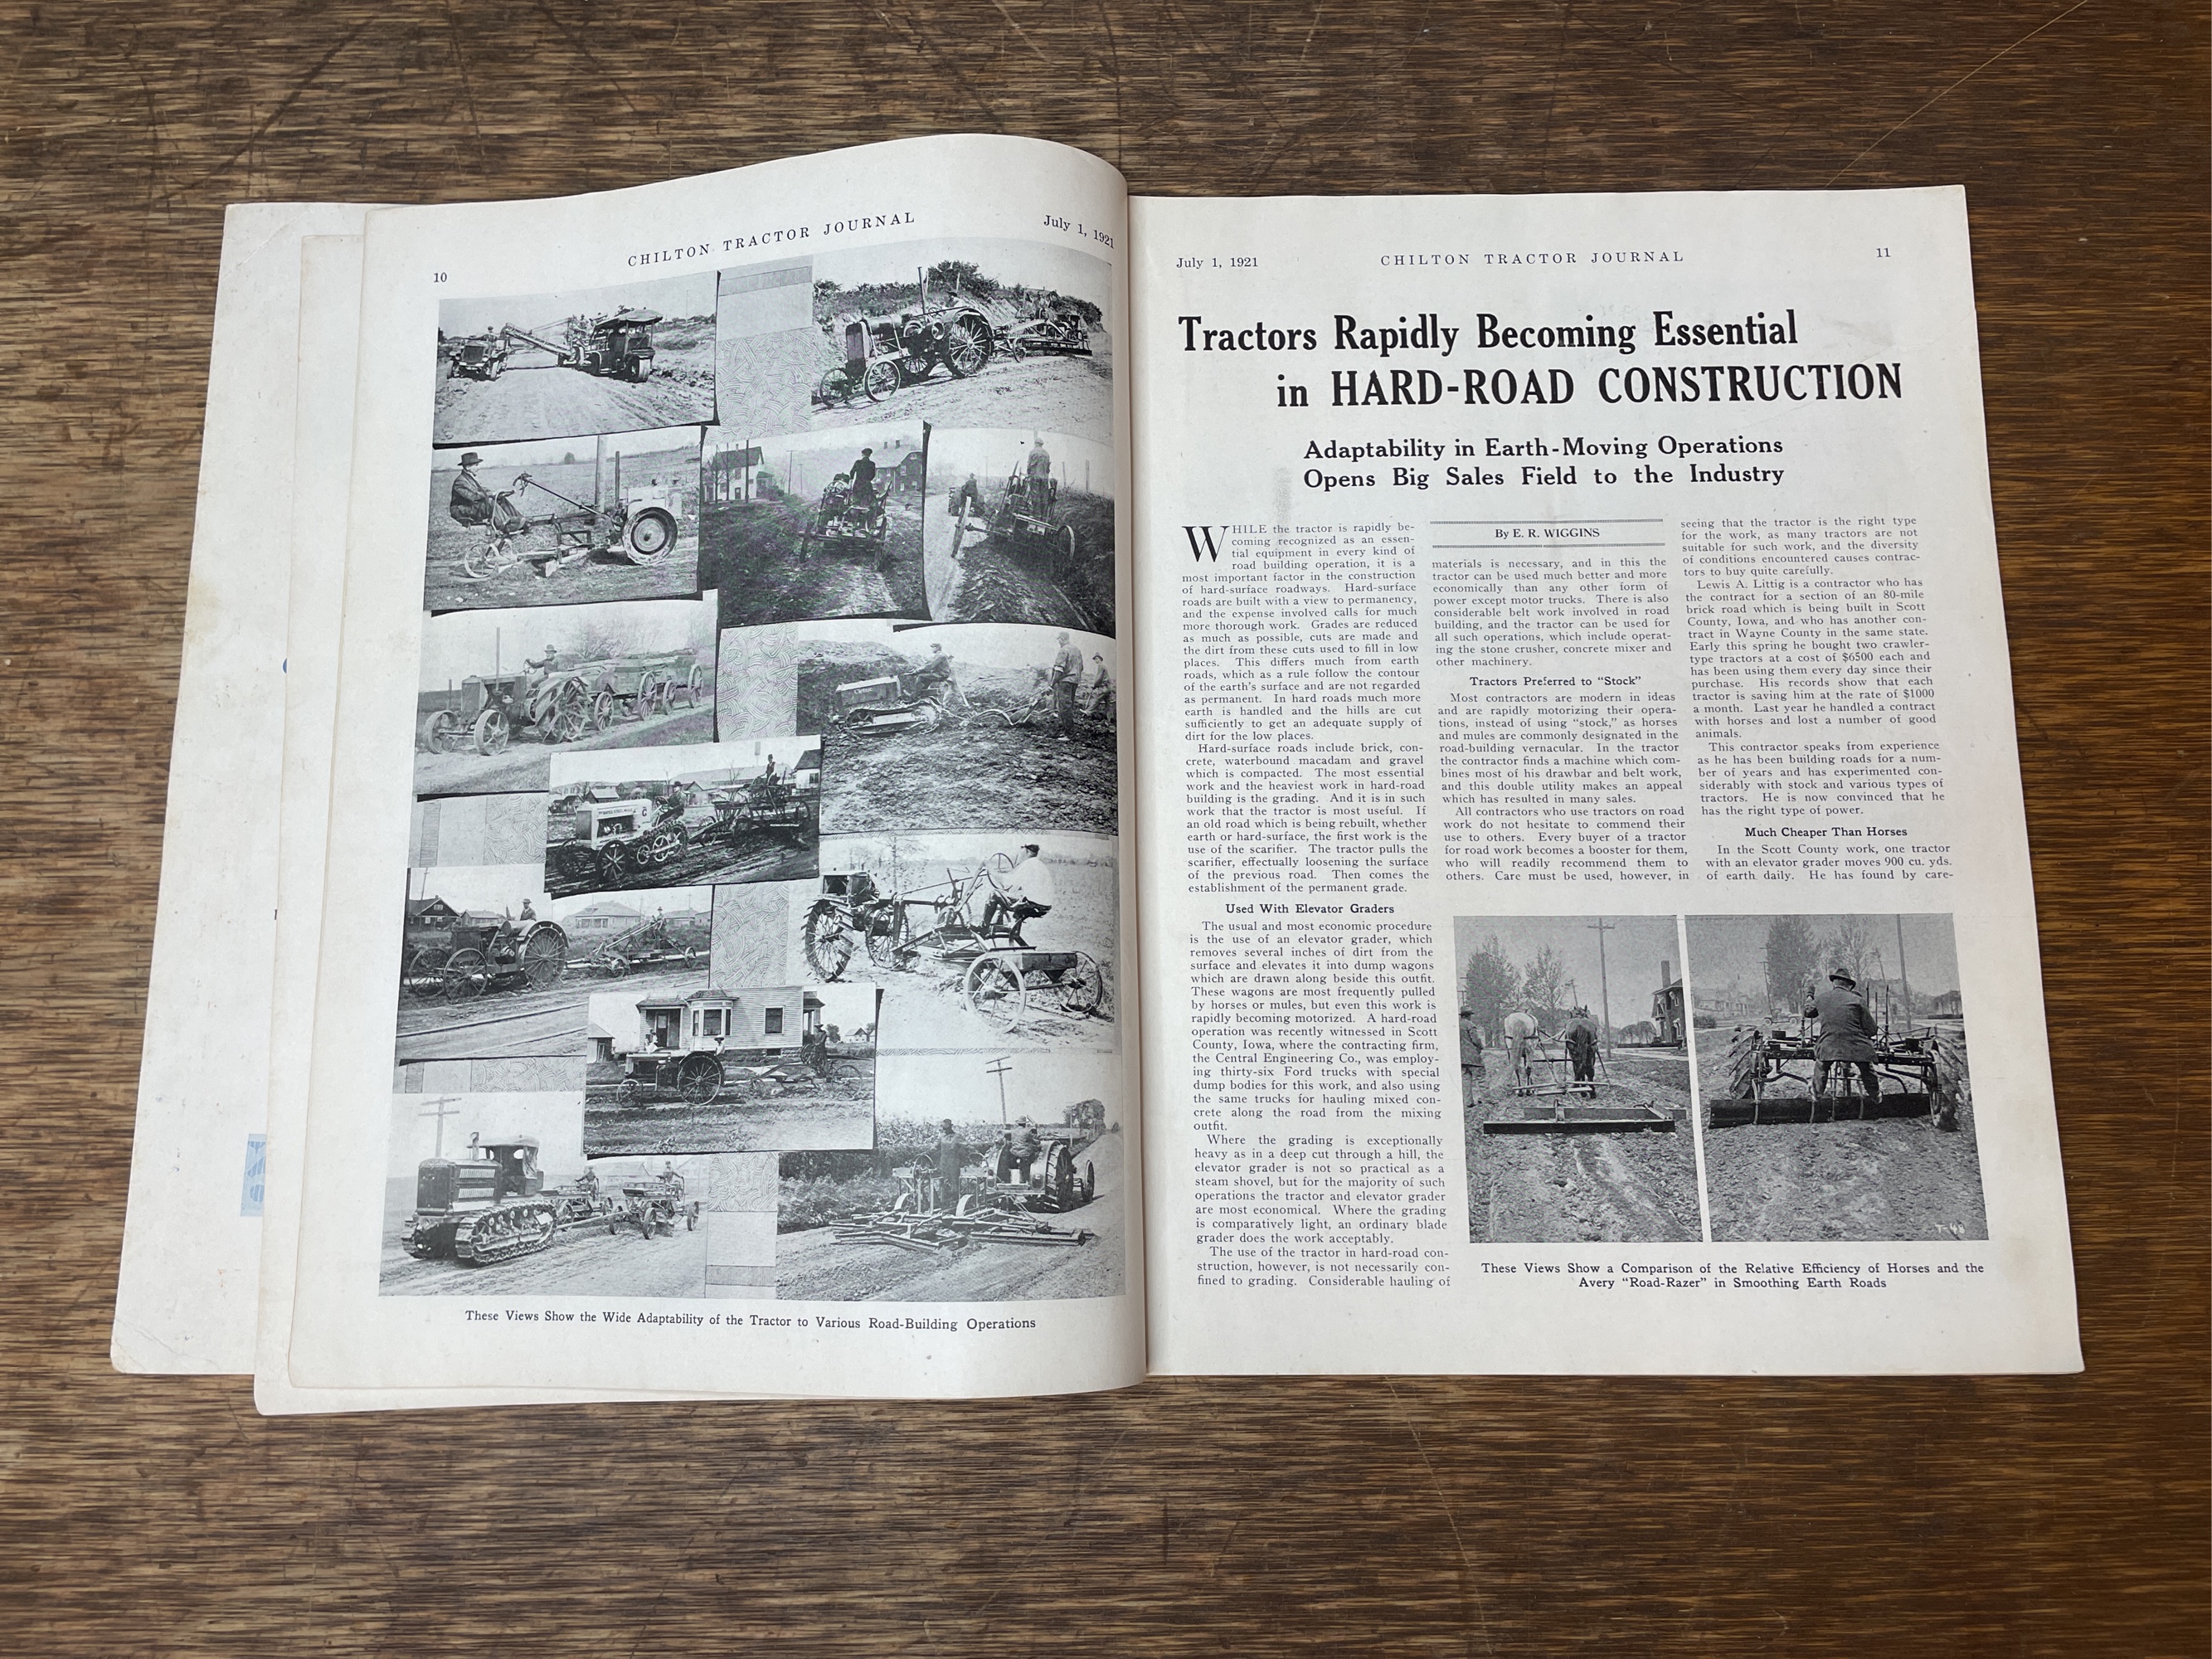 10
CHILTON TRACTOR JOURNAL
July 1, 1921
These Views Show the Wide Adaptability of the Tractor to Various Road-Building Operations
July 1, 1921
CHILTON TRACTOR JOURNAL
11
Tractors Rapidly Becoming Essential
in HARD-ROAD CONSTRUCTION
Adaptability in Earth-Moving Operations
Opens Big Sales Field to the Industry
WHILE the tractor is rapidly be-
coming recognized as an essen-
tial equipment in every kind of
road building operation, it is a
most important factor in the construction
of hard-surface roadways. Hard-surface
roads are built with a view to permanency,
and the expense involved calls for much
more thorough work. Grades are reduced
as much as possible, cuts are made and
the dirt from these cuts used to fill in low
places. This differs much from earth
roads, which as a rule follow the contour
of the earth's surface and are not regarded
as permanent. In hard roads much more
earth is handled and the hills are cut
sufficiently to get an adequate supply of
dirt for the low places.
Hard-surface roads include brick, con-
crete, waterbound macadam and gravel
which is compacted. The most essential
work and the heaviest work in hard-road
building is the grading. And it is in such
work that the tractor is most useful. If
an old road which is being rebuilt, whether
earth or hard-surface, the first work is the
use of the scarifier. The tractor pulls the
scarifier, effectually loosening the surface
of the previous road. Then comes the
establishment of the permanent grade.
Used With Elevator Graders
The usual and most economic procedure
is the use of an elevator grader, which
removes several inches of dirt from the
surface and elevates it into dump wagons
which are drawn along beside this outfit.
These wagons are most frequently pulled
by horses or mules, but even this work is
rapidly becoming motorized. A hard-road
operation was recently witnessed in Scott
County, Iowa, where the contracting firm,
the Central Engineering Co., was employ-
ing thirty-six Ford trucks with special
dump bodies for this work, and also using
the same trucks for hauling mixed con-
crete along the road from the mixing
outfit.
Where the grading is exceptionally
heavy as in a deep cut through a hill, the
elevator grader is not so practical as a
steam shovel, but for the majority of such
operations the tractor and elevator grader
are most economical. Where the grading
is comparatively light, an ordinary blade
grader does the work acceptably.
The use of the tractor in hard-road con-
struction, however, is not necessarily con-
fined to grading. Considerable hauling of
By E. R. WIGGINS
materials is necessary, and in this the
tractor can be used much better and more
economically than any other form of
power except motor trucks. There is also
considerable belt work involved in road
building, and the tractor can be used for
all such operations, which include operat-
ing the stone crusher, concrete mixer and
other machinery.
Tractors Preferred to "Stock"
Most contractors are modern in ideas
and are rapidly motorizing their opera-
tions, instead of using "stock," as horses
and mules are commonly designated in the
road-building vernacular. In the tractor
the contractor finds a machine which com-
bines most of his drawbar and belt work,
and this double utility makes an appeal
which has resulted in many sales.
All contractors who use tractors on road
work do not hesitate to commend their
use to others. Every buyer of a tractor
for road work becomes a booster for them,
who will readily recommend them to
others. Care must be used, however, in
seeing that the tractor is the right type
for the work, as many tractors are not
suitable for such work, and the diversity
of conditions encountered causes contrac-
tors to buy quite carefully.
Lewis A. Littig is a contractor who has
the contract for a section of an 80-mile
brick road which is being built in Scott
County, Iowa, and who has another con-
tract in Wayne County in the same state.
Early this spring he bought two crawler-
type tractors at a cost of $6500 each and
has been using them every day since their
purchase. His records show that each
tractor is saving him at the rate of $1000
a month. Last year he handled a contract
with horses and lost a number of good
animals.
This contractor speaks from experience
as he has been building roads for a num-
ber of years and has experimented con-
siderably with stock and various types of
tractors. He is now convinced that he
has the right type of power.
Much Cheaper Than Horses
In the Scott County work, one tractor
with an elevator grader moves 900 cu. yds.
of earth daily. He has found by care-
T-48
These Views Show a Comparison of the Relative Efficiency of Horses and the
Avery "Road-Razer" in Smoothing Earth Roads